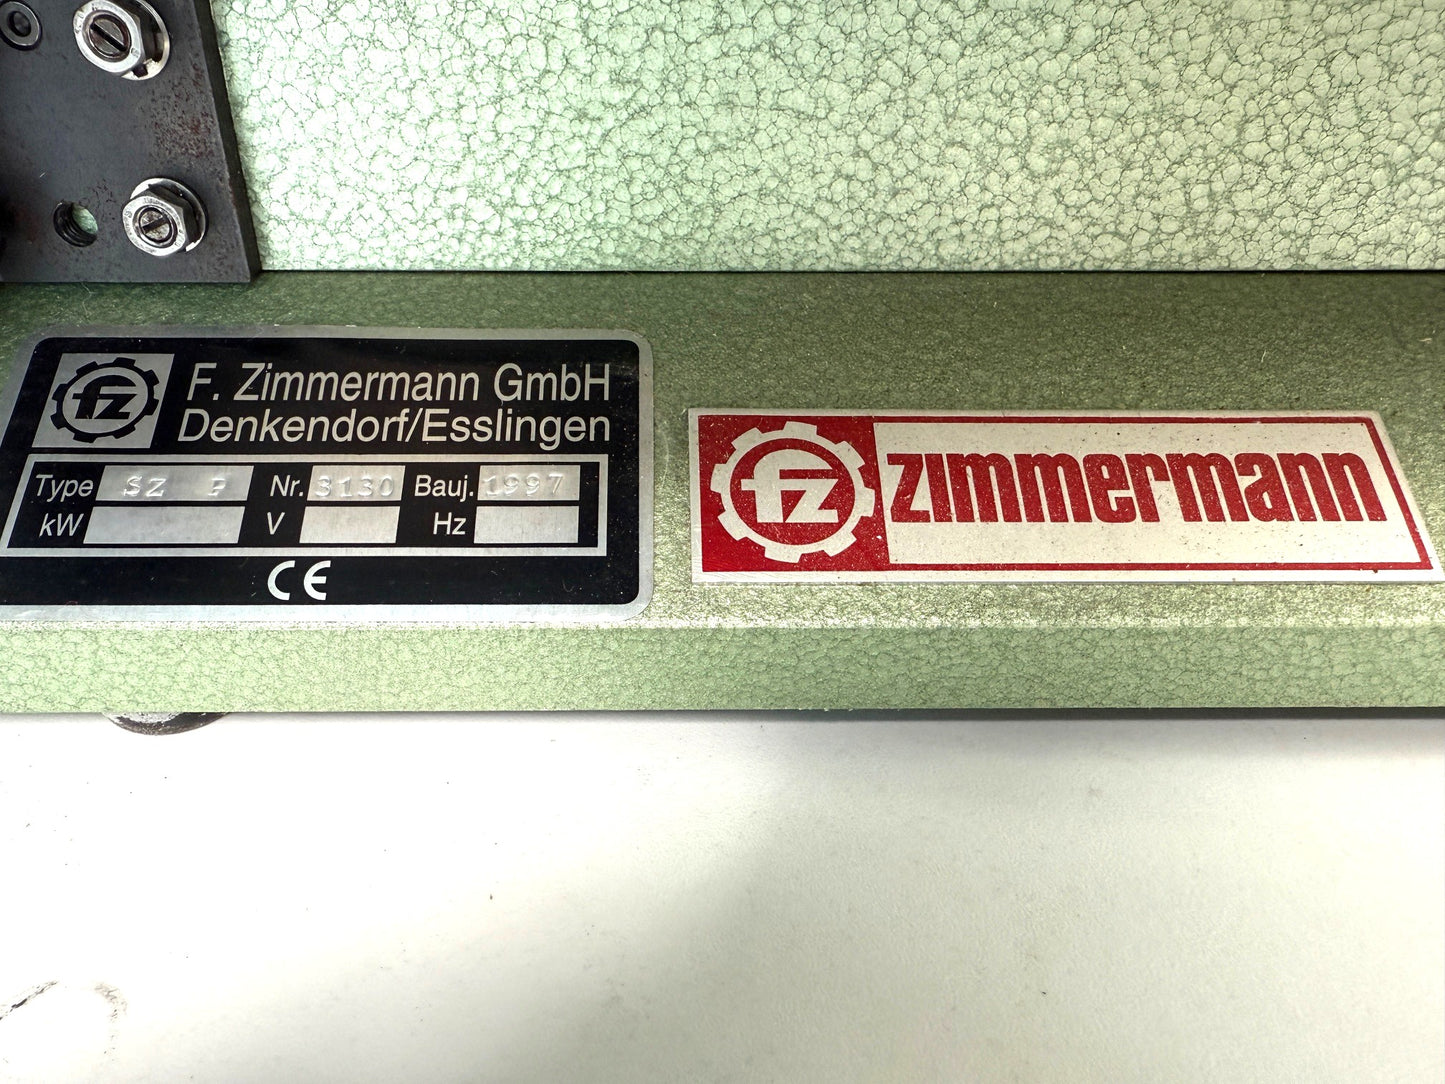 fz
F. Zimmermann GmbH
Denkendorf/Esslingen
Type SZ P Nr. 3130 Bauj. 1997
kW V Hz
CE
fz zimmermann